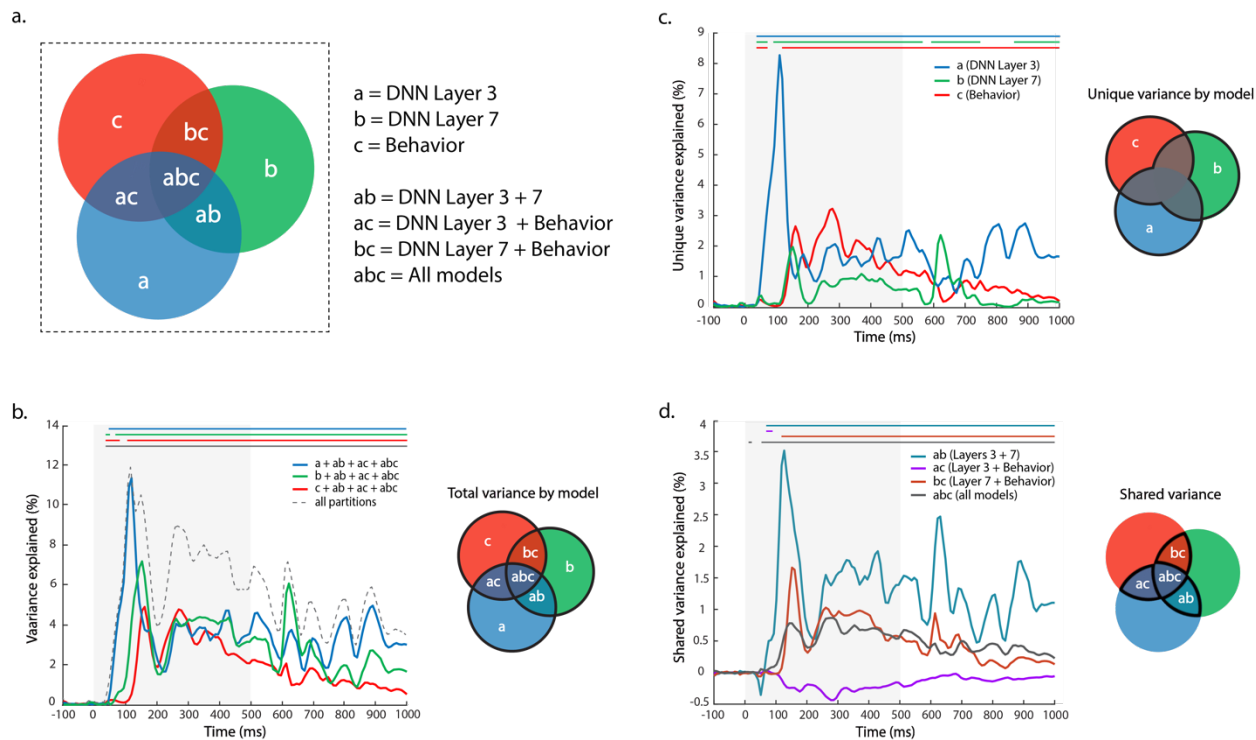 a.
c
bc
b
abc
ac
ab
a
a = DNN Layer 3
b = DNN Layer 7
c = Behavior
ab = DNN Layer 3 + 7
ac = DNN Layer 3 + Behavior
bc = DNN Layer 7 + Behavior
abc = All models
b.
14
12
10
8
6
4
2
0
Vaariance explained (%)
a + ab + ac + abc
b + ab + ac + abc
c + ab + ac + abc
all partitions
-100 0 100 200 300 400 500 600 700 800 900 1000
Time (ms)
Total variance by model
c
bc
b
ac
abc
ab
a
c.
9
8
7
6
5
4
3
2
1
0
Unique variance explained (%)
a (DNN Layer 3)
b (DNN Layer 7)
c (Behavior)
-100 0 100 200 300 400 500 600 700 800 900 1000
Time (ms)
Unique variance by model
c
b
a
d.
4
3.5
3
2.5
2
1.5
1
0.5
0
-0.5
Shared variance explained (%)
ab (Layers 3 + 7)
ac (Layer 3 + Behavior)
bc (Layer 7 + Behavior)
abc (all models)
-100 0 100 200 300 400 500 600 700 800 900 1000
Time (ms)
Shared variance
bc
ac
abc
ab